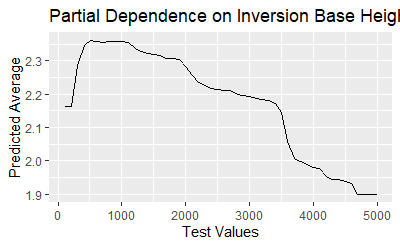 Partial Dependence on Inversion Base Heig
Predicted Average
2.3
2.2
2.1
2.0
1.9
0 1000 2000 3000 4000 5000
Test Values